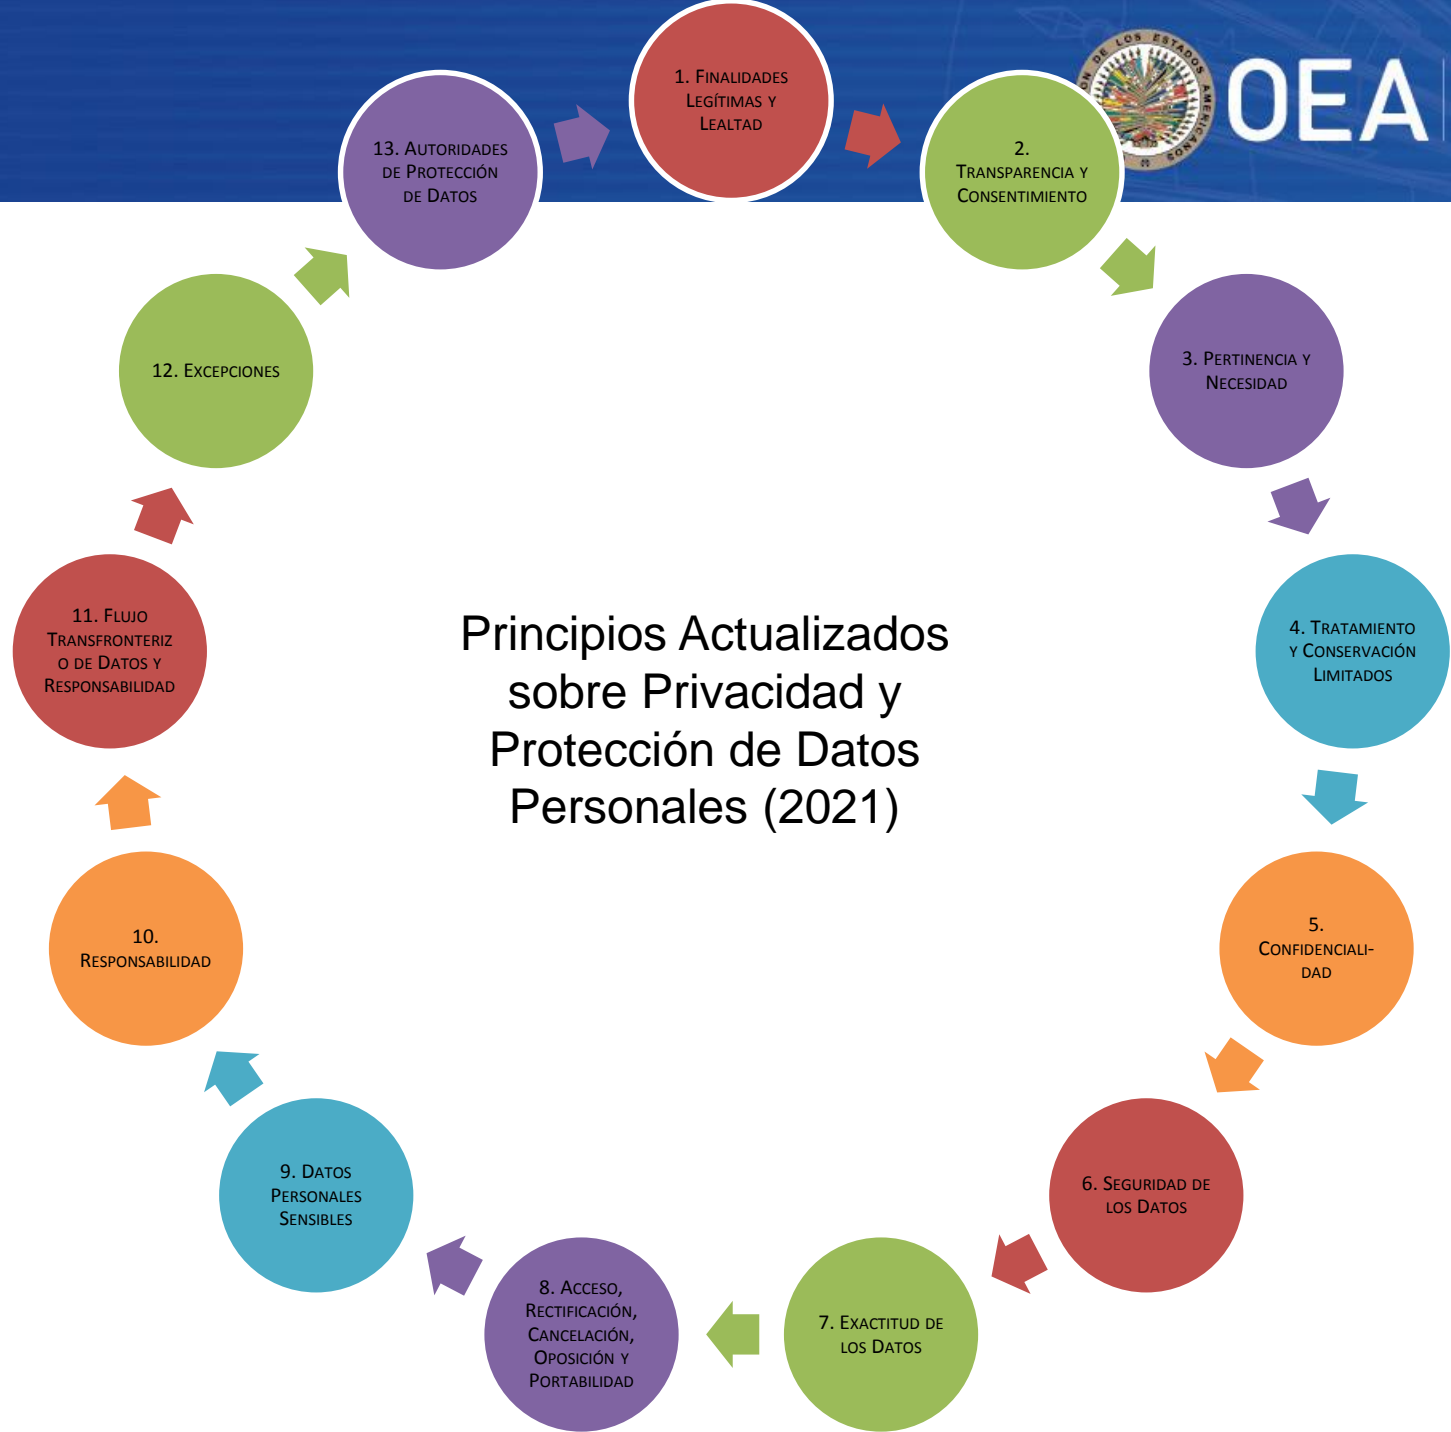 1. Finalidades
Legítimas y
Lealtad
OEA
2.
Transparencia y
Consentimiento
3. Pertinencia y
Necesidad
4. Tratamiento
y Conservación
Limitados
5.
Confidenciali-
dad
6. Seguridad de
los Datos
7. Exactitud de
los Datos
8. Acceso,
Rectificación,
Cancelación,
Oposición y
Portabilidad
9. Datos
Personales
Sensibles
10.
Responsabilidad
11. Flujo
Transfronteriz
o de Datos y
Responsabilidad
12. Excepciones
13. Autoridades
de Protección
de Datos
Principios Actualizados
sobre Privacidad y
Protección de Datos
Personales (2021)